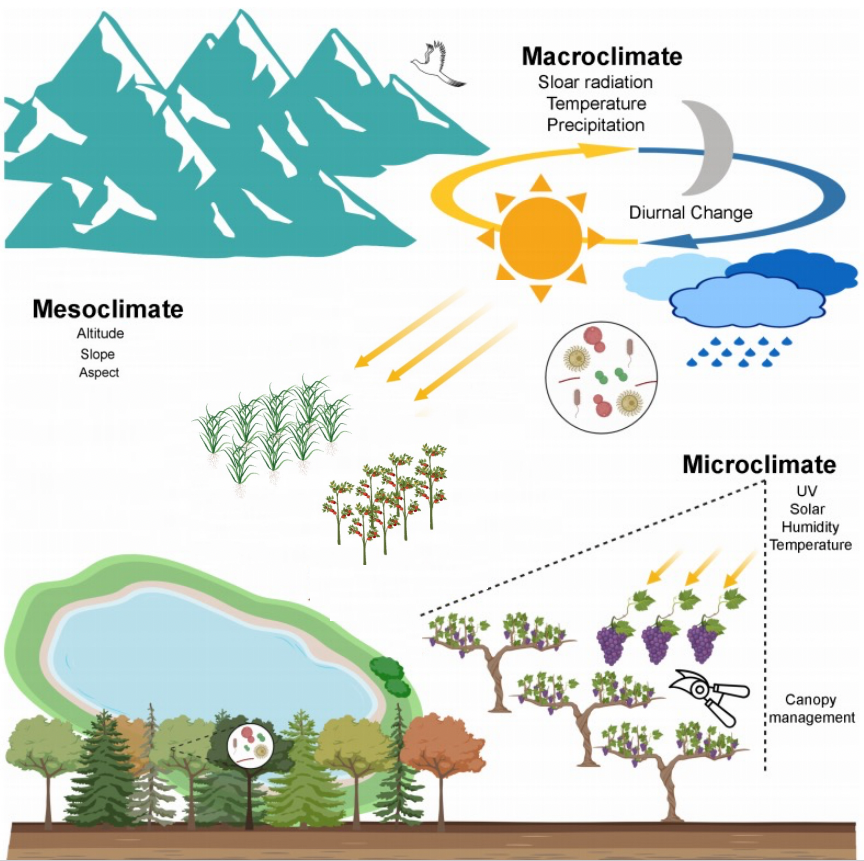 Macroclimate
Sloar radiation
Temperature
Precipitation
Diurnal Change
Mesoclimate
Altitude
Slope
Aspect
Microclimate
UV
Solar
Humidity
Temperature
Canopy
management